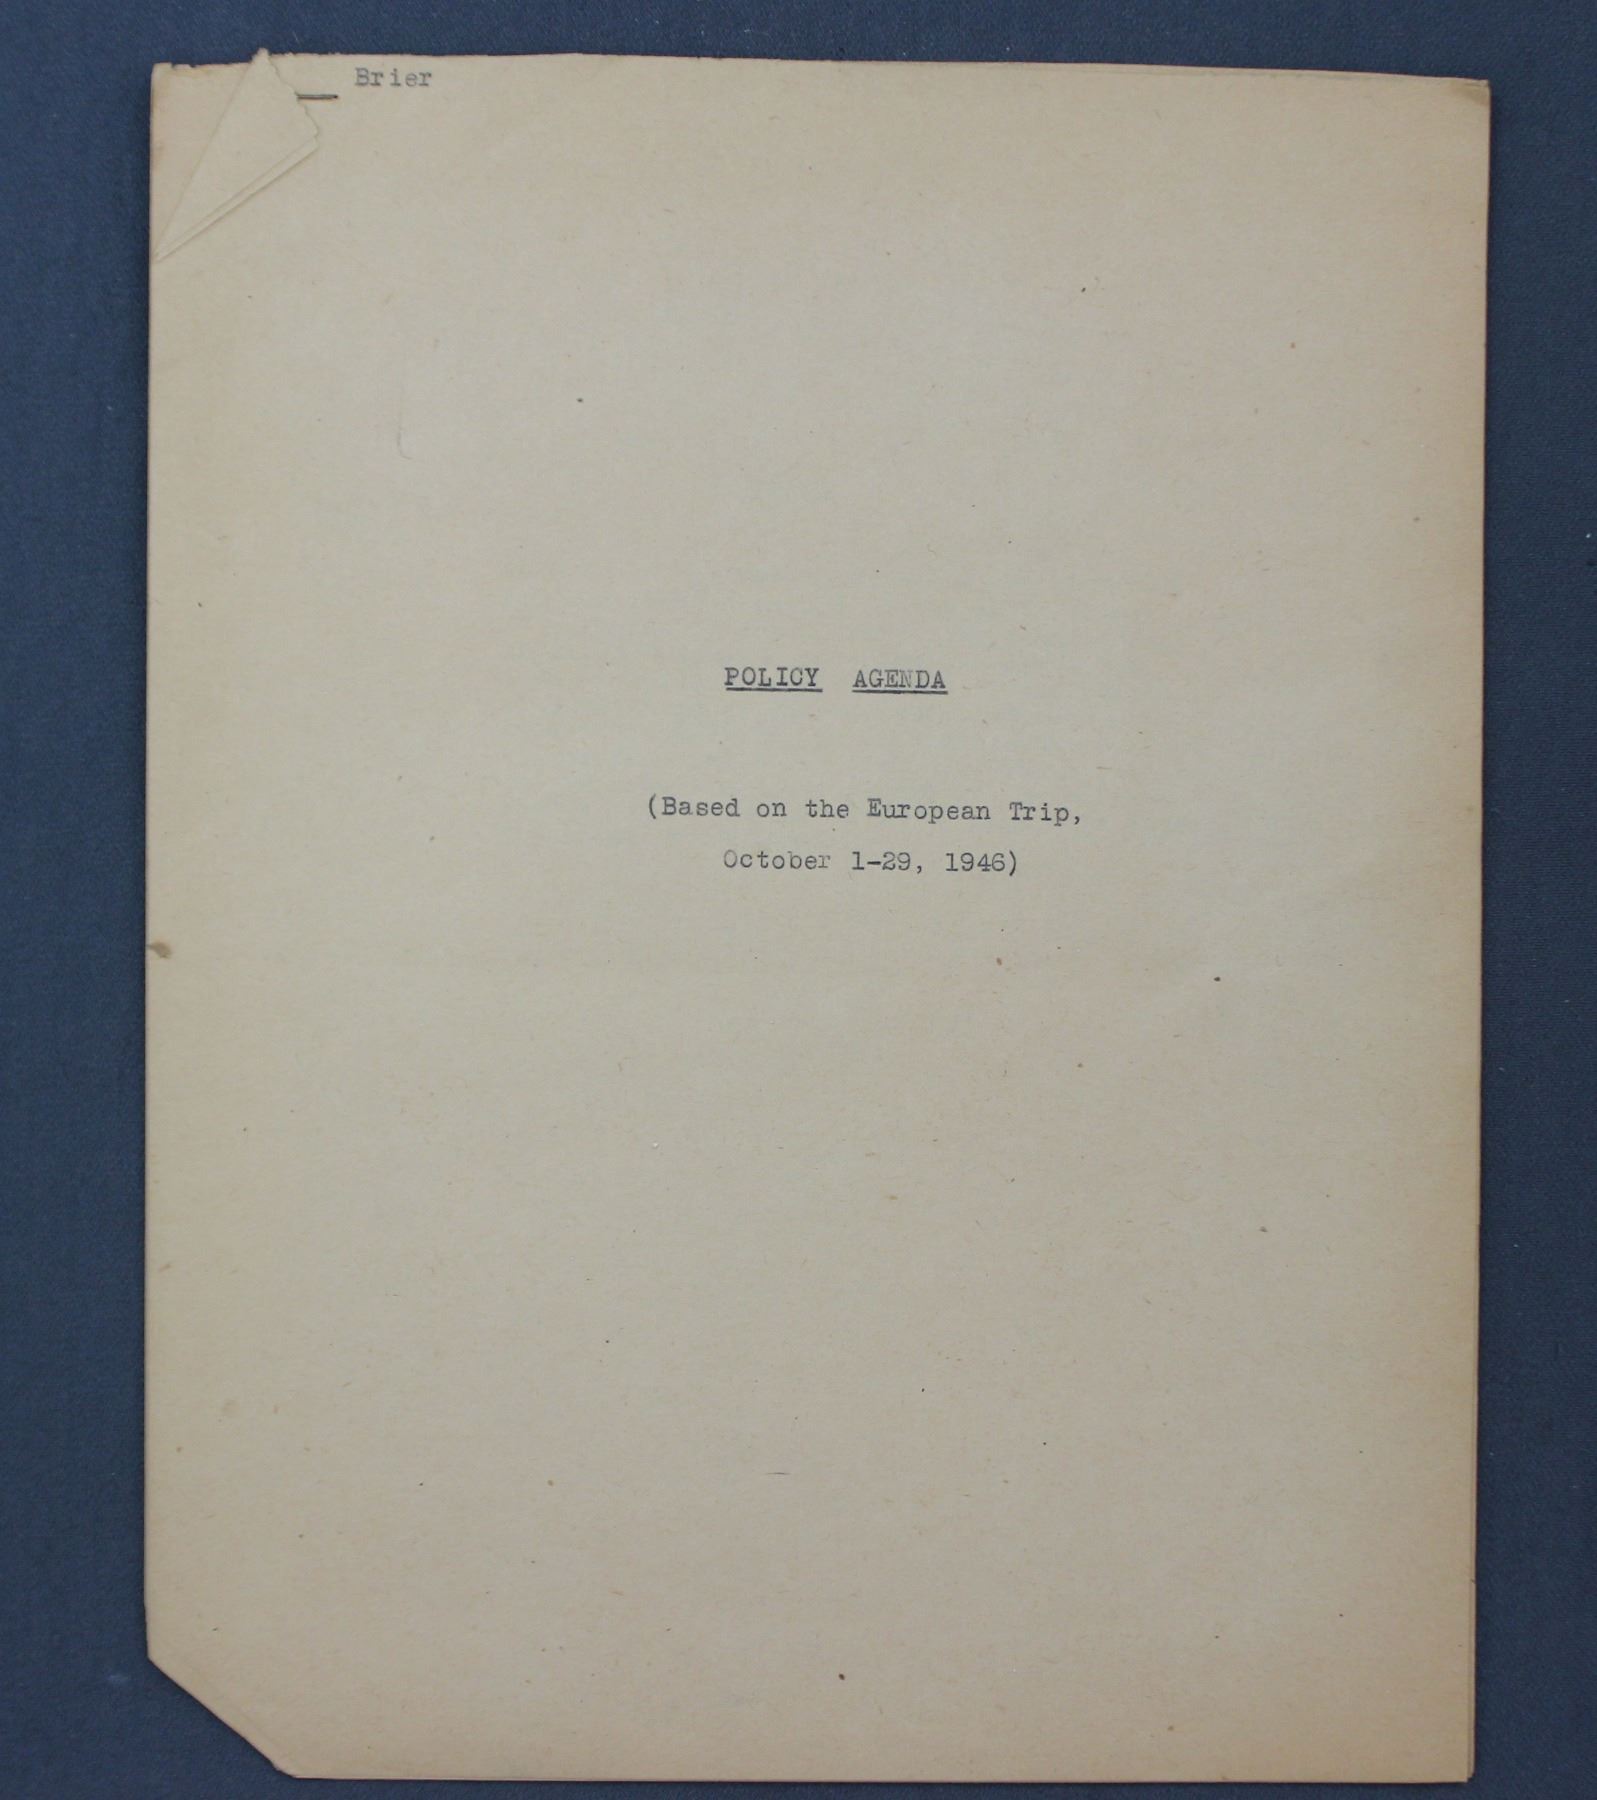 Brier
POLICY AGENDA
(Based on the European Trip,
October 1-29, 1946)